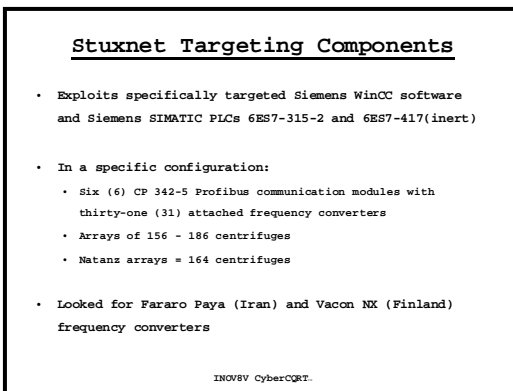 Stuxnet Targeting Components
• Exploits specifically targeted Siemens WinCC software
and Siemens SIMATIC PLCs 6ES7-315-2 and 6ES7-417(inert)
• In a specific configuration:
• Six (6) CP 342-5 Profibus communication modules with
thirty-one (31) attached frequency converters
• Arrays of 156 - 186 centrifuges
• Natanz arrays = 164 centrifuges
• Looked for Fararo Paya (Iran) and Vacon NX (Finland)
frequency converters
INOV8V CyberCQRT